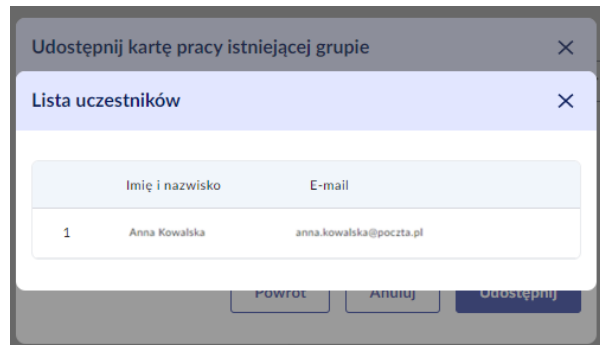 Udostępnij kartę pracy istniejącej grupie
Lista uczestników
Imię i nazwisko E-mail
1 Anna Kowalska anna.kowalska@poczta.pl
Powrót Anuluj Udostępnij